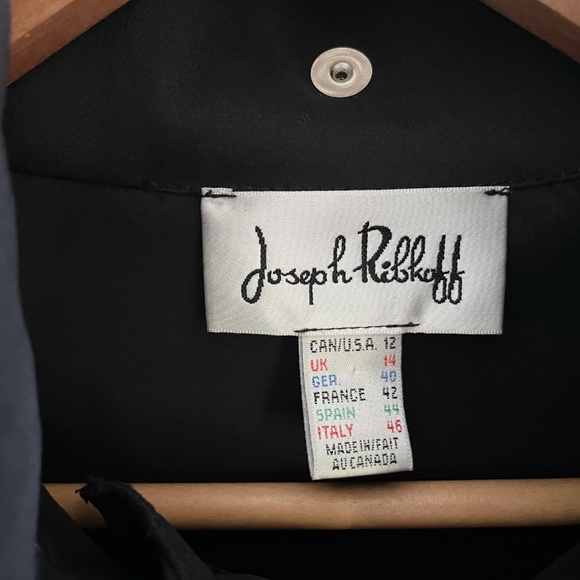 Joseph Ribkoff
CAN/U.S.A. 12
UK 14
GER. 40
FRANCE 42
SPAIN 44
ITALY 46
MADE IN/FAIT
AU CANADA